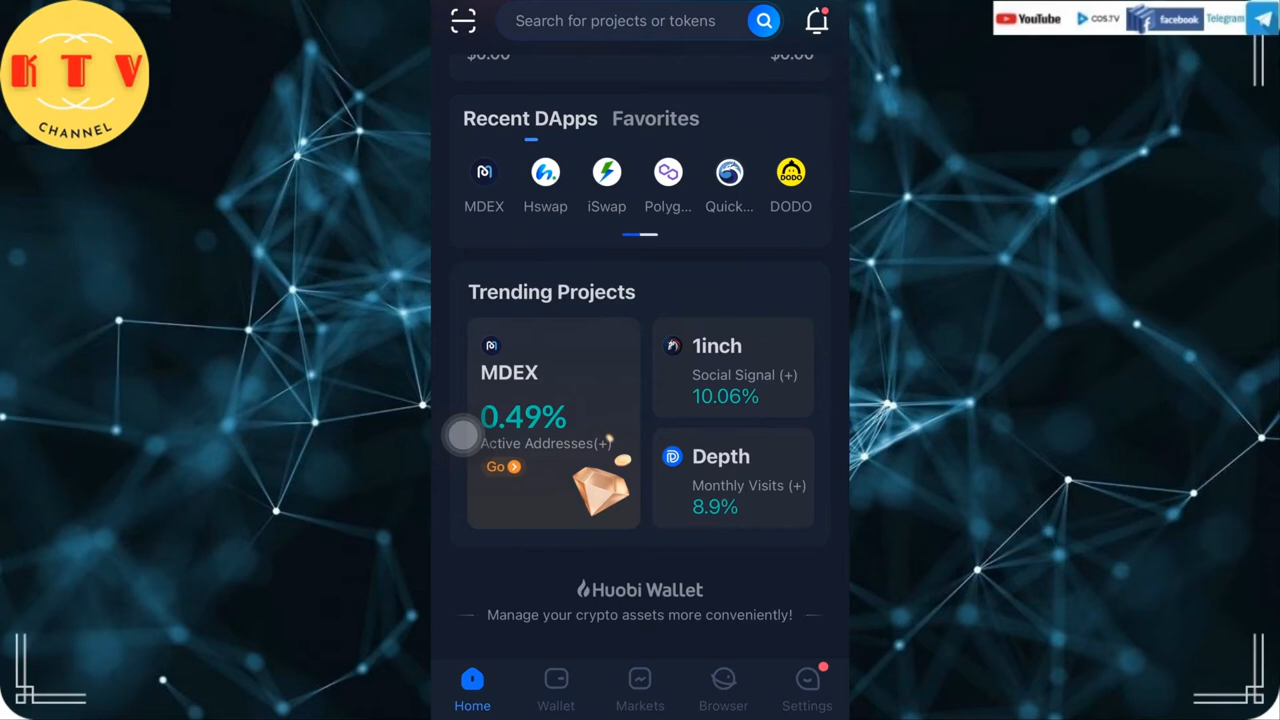 K T V
CHANNEL
YouTube
COS.TV
facebook
Telegram
Search for projects or tokens
$0.00
$0.00
Recent DApps
Favorites
MDEX
Hswap
iSwap
Polyg...
Quick...
DODO
DODO
Trending Projects
MDEX
0.49%
Active Addresses(+)
Go
1inch
Social Signal (+)
10.06%
Depth
Monthly Visits (+)
8.9%
Huobi Wallet
Manage your crypto assets more conveniently!
Home
Wallet
Markets
Browser
Settings